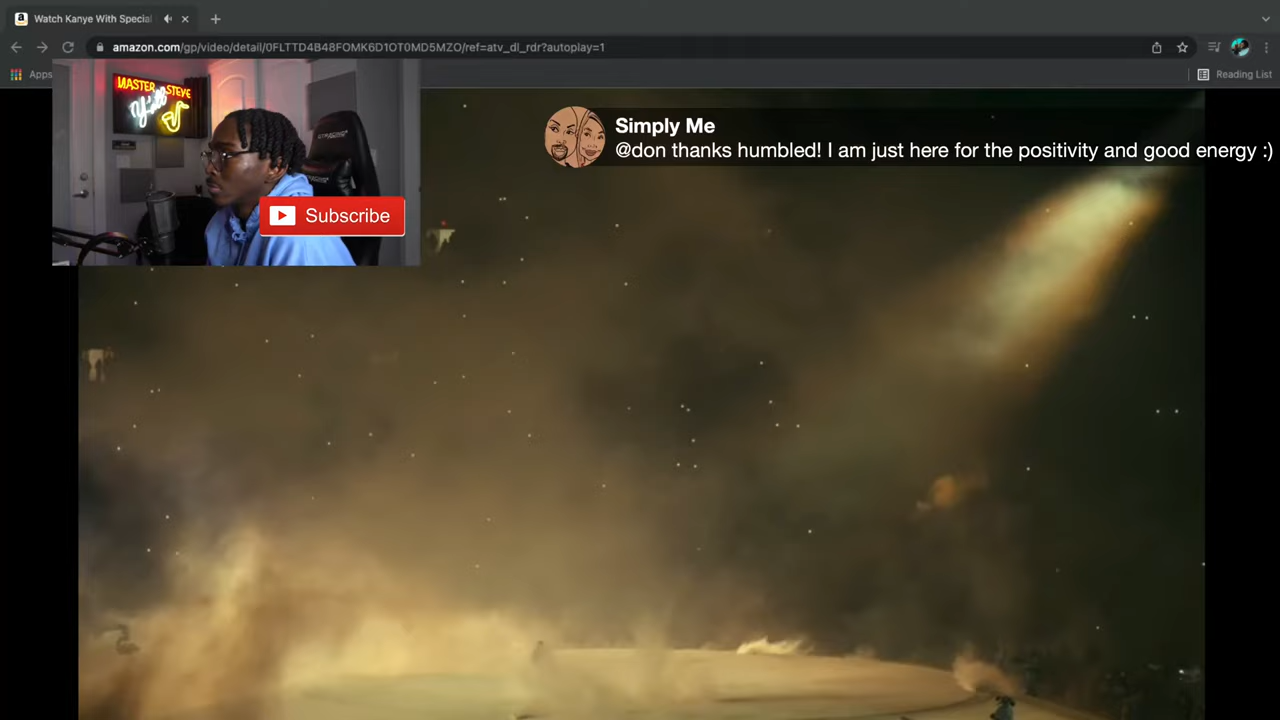 Watch Kanye With Special
amazon.com/gp/video/detail/0FLTTD4B48FOMK6D1OT0MD5MZO/ref=atv_dl_rdr?autoplay=1
Apps
Reading List
MASTER STEVE
Y'all
Subscribe
Simply Me
@don thanks humbled! I am just here for the positivity and good energy :)